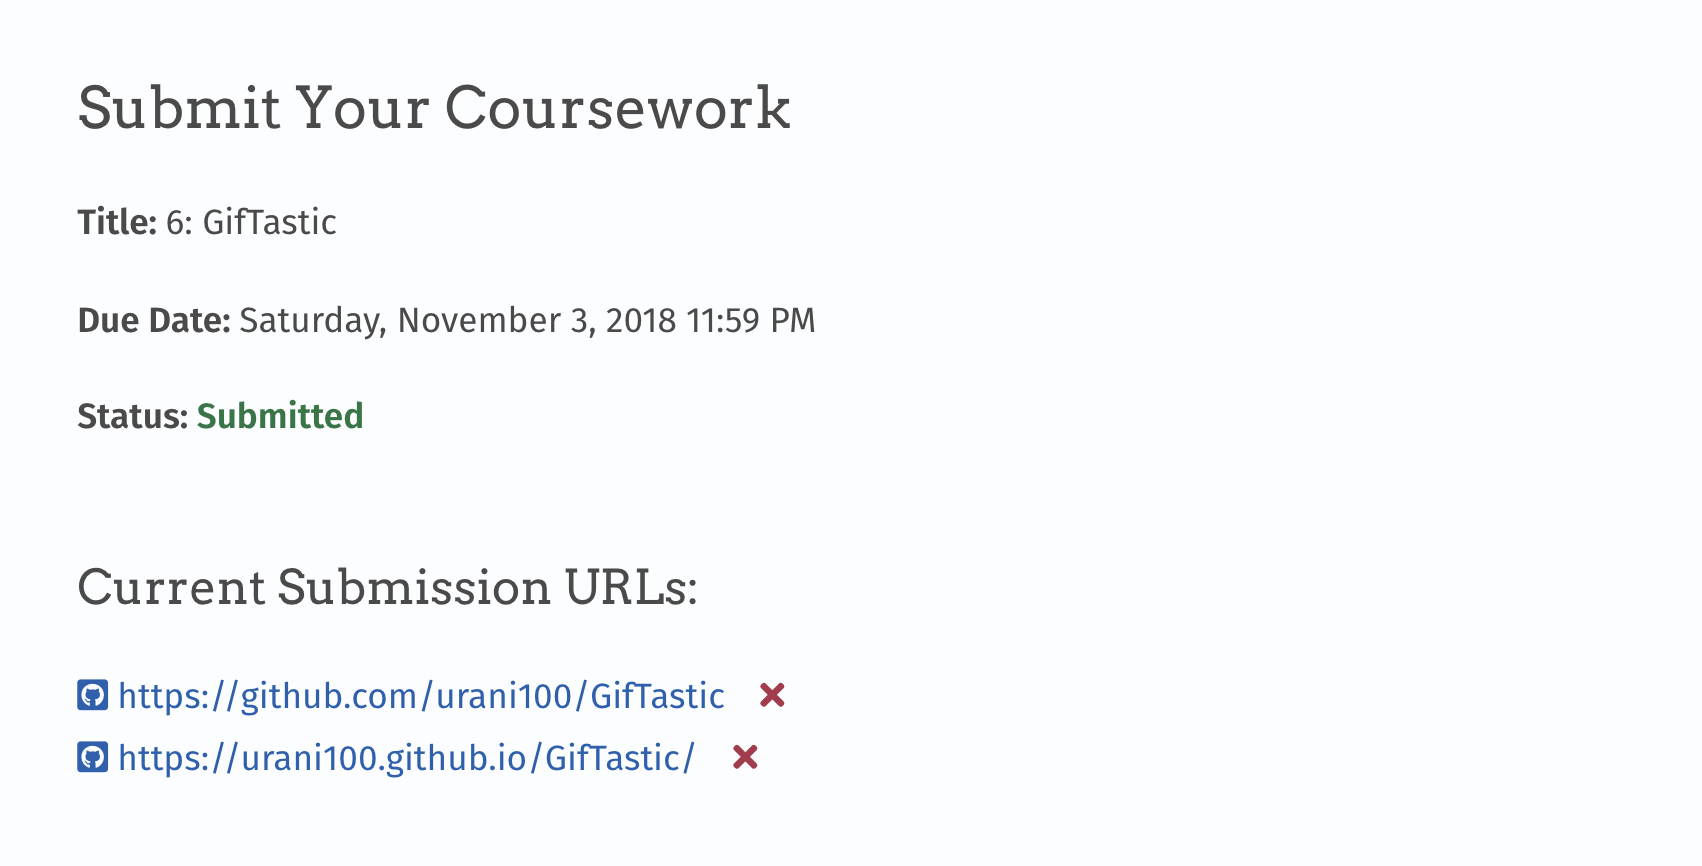 Submit Your Coursework
Title: 6: GifTastic
Due Date: Saturday, November 3, 2018 11:59 PM
Status: Submitted
Current Submission URLs:
https://github.com/urani100/GifTastic
https://urani100.github.io/GifTastic/